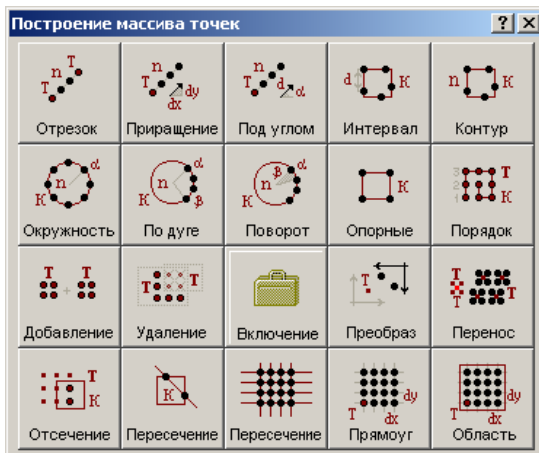 Построение массива точек
Отрезок Приращение Под углом Интервал Контур
Окружность По дуге Поворот Опорные Порядок
Добавление Удаление Включение Преобраз Перенос
Отсечение Пересечение Пересечение Прямоуг Область